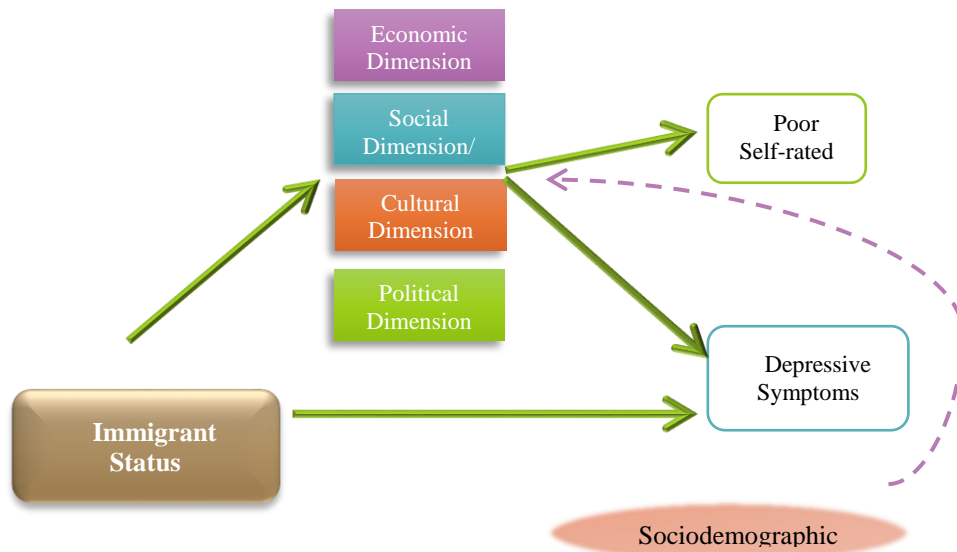 Economic
Dimension
Social
Dimension/
Cultural
Dimension
Political
Dimension
Poor
Self-rated
Depressive
Symptoms
Immigrant
Status
Sociodemographic